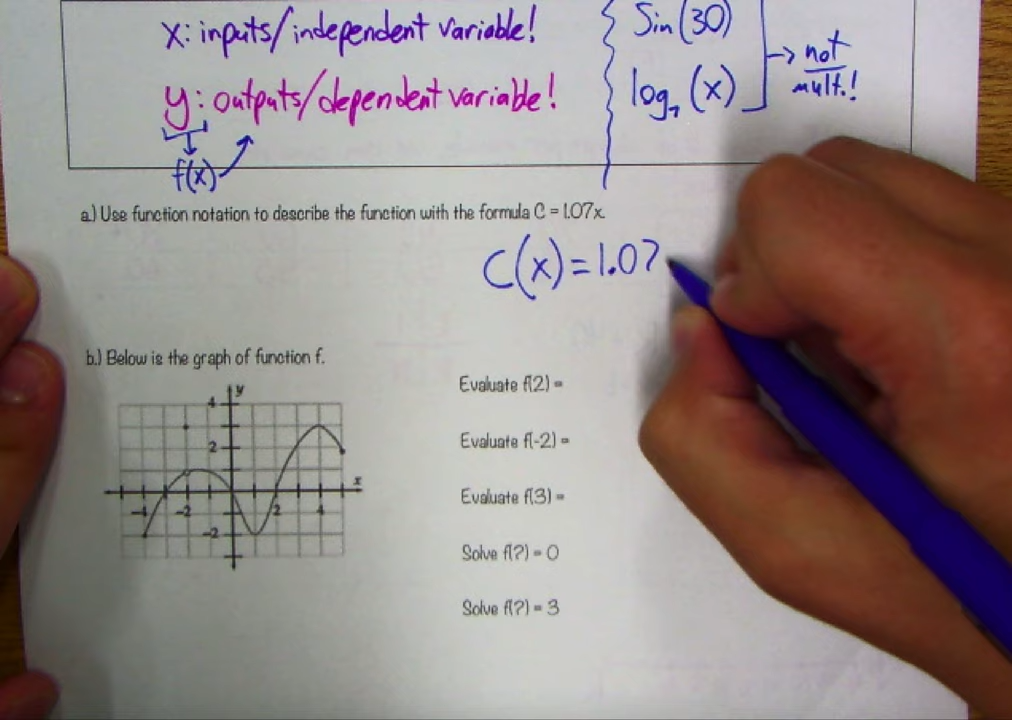 x: inputs/independent variable!
y: outputs/dependent variable!
f(x)
Sin(30)
log₇(x)
not
mult.!
a.) Use function notation to describe the function with the formula C = 1.07x.
C(x)=1.07
b.) Below is the graph of function f.
y
4
2
x
-4
-2
2
4
-2
Evaluate f(2) =
Evaluate f(-2) =
Evaluate f(3) =
Solve f(?) = 0
Solve f(?) = 3